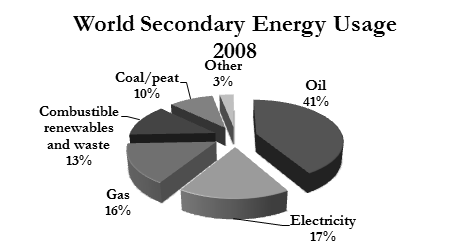 World Secondary Energy Usage
2008
Other
3%
Oil
41%
Electricity
17%
Gas
16%
Combustible
renewables
and waste
13%
Coal/peat
10%